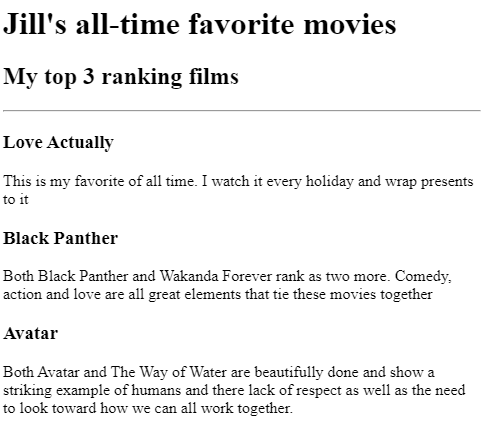 Jill's all-time favorite movies
My top 3 ranking films
Love Actually
This is my favorite of all time. I watch it every holiday and wrap presents
to it
Black Panther
Both Black Panther and Wakanda Forever rank as two more. Comedy,
action and love are all great elements that tie these movies together
Avatar
Both Avatar and The Way of Water are beautifully done and show a
striking example of humans and there lack of respect as well as the need
to look toward how we can all work together.